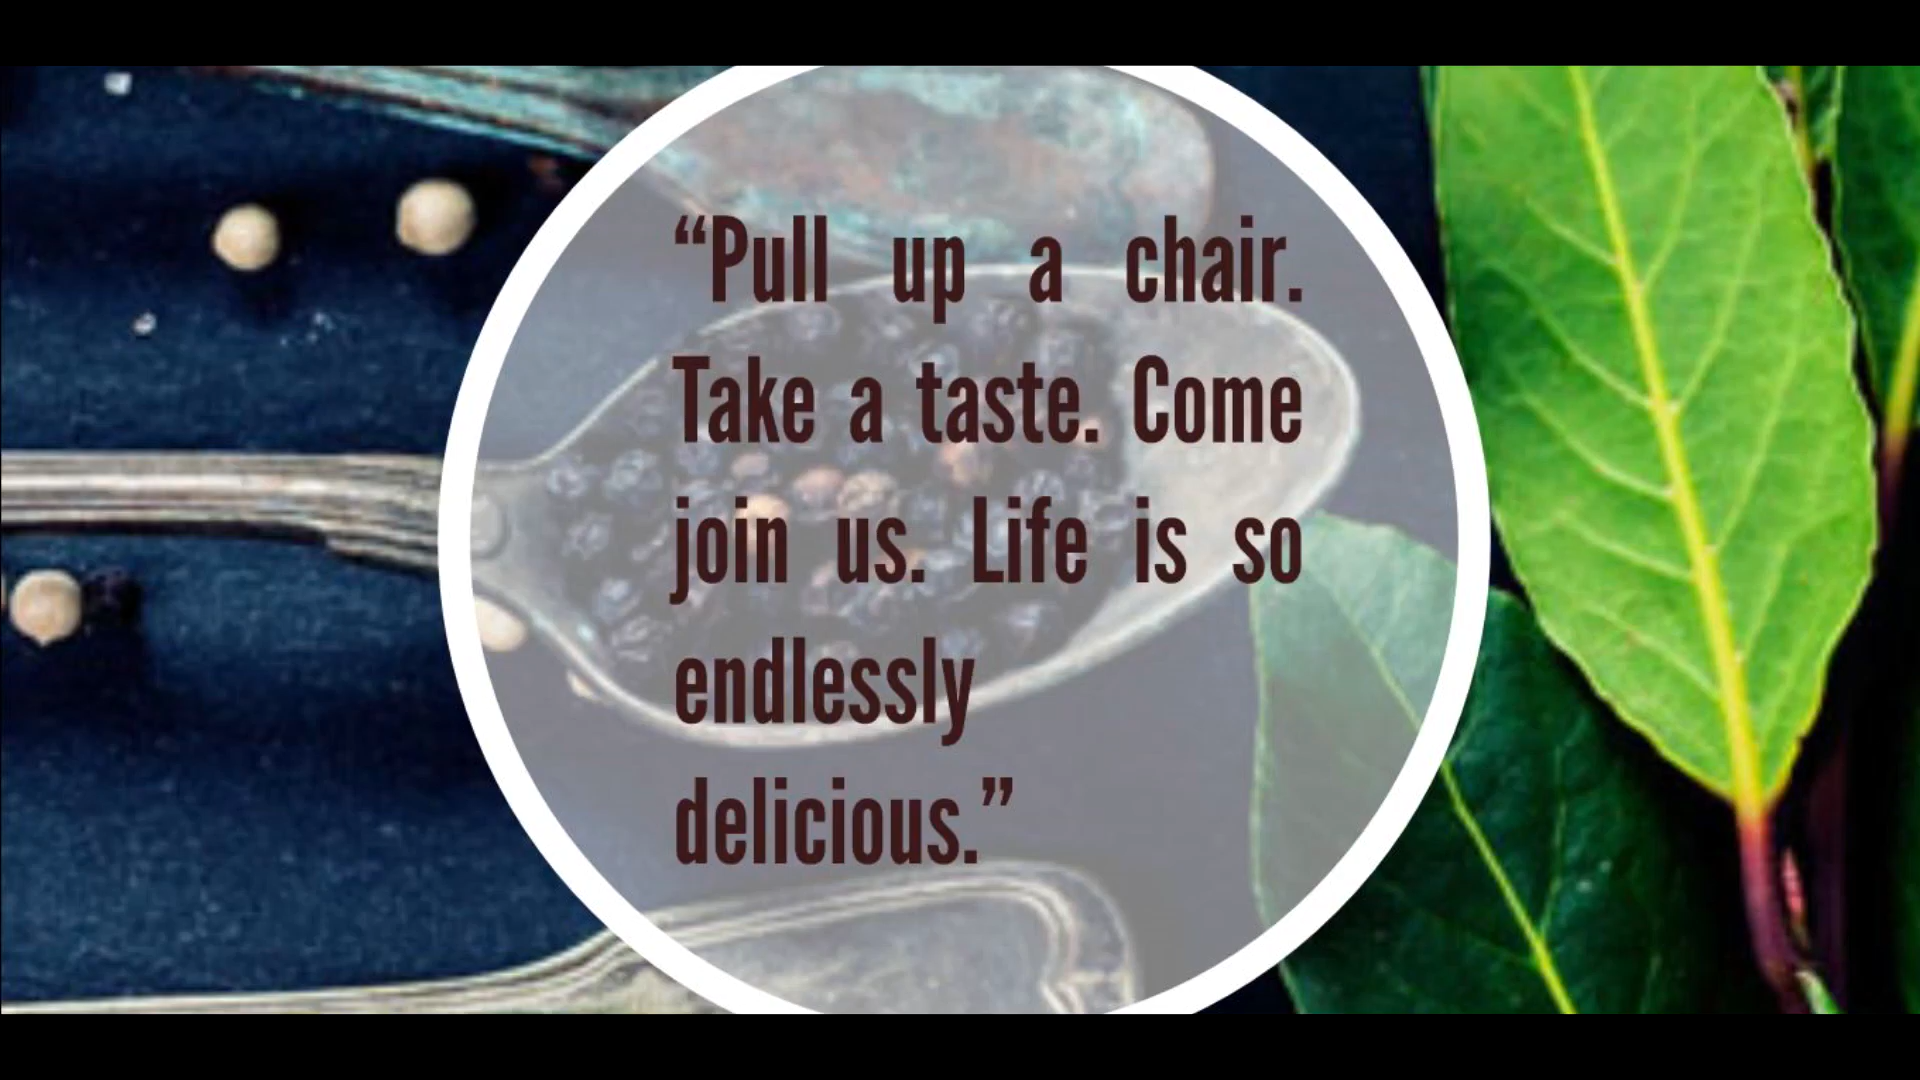 “Pull up a chair.
Take a taste. Come
join us. Life is so
endlessly
delicious.”